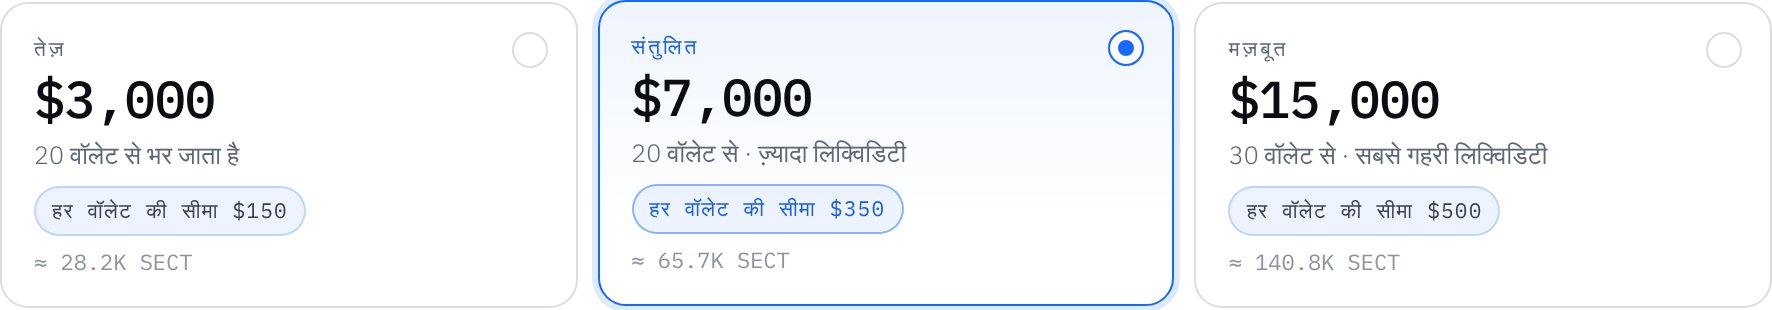 तेज़
$3,000
20 वॉलेट से भर जाता है
हर वॉलेट की सीमा $150
≈ 28.2K SECT
संतुलित
$7,000
20 वॉलेट से · ज़्यादा लिक्विडिटी
हर वॉलेट की सीमा $350
≈ 65.7K SECT
मज़बूत
$15,000
30 वॉलेट से · सबसे गहरी लिक्विडिटी
हर वॉलेट की सीमा $500
≈ 140.8K SECT